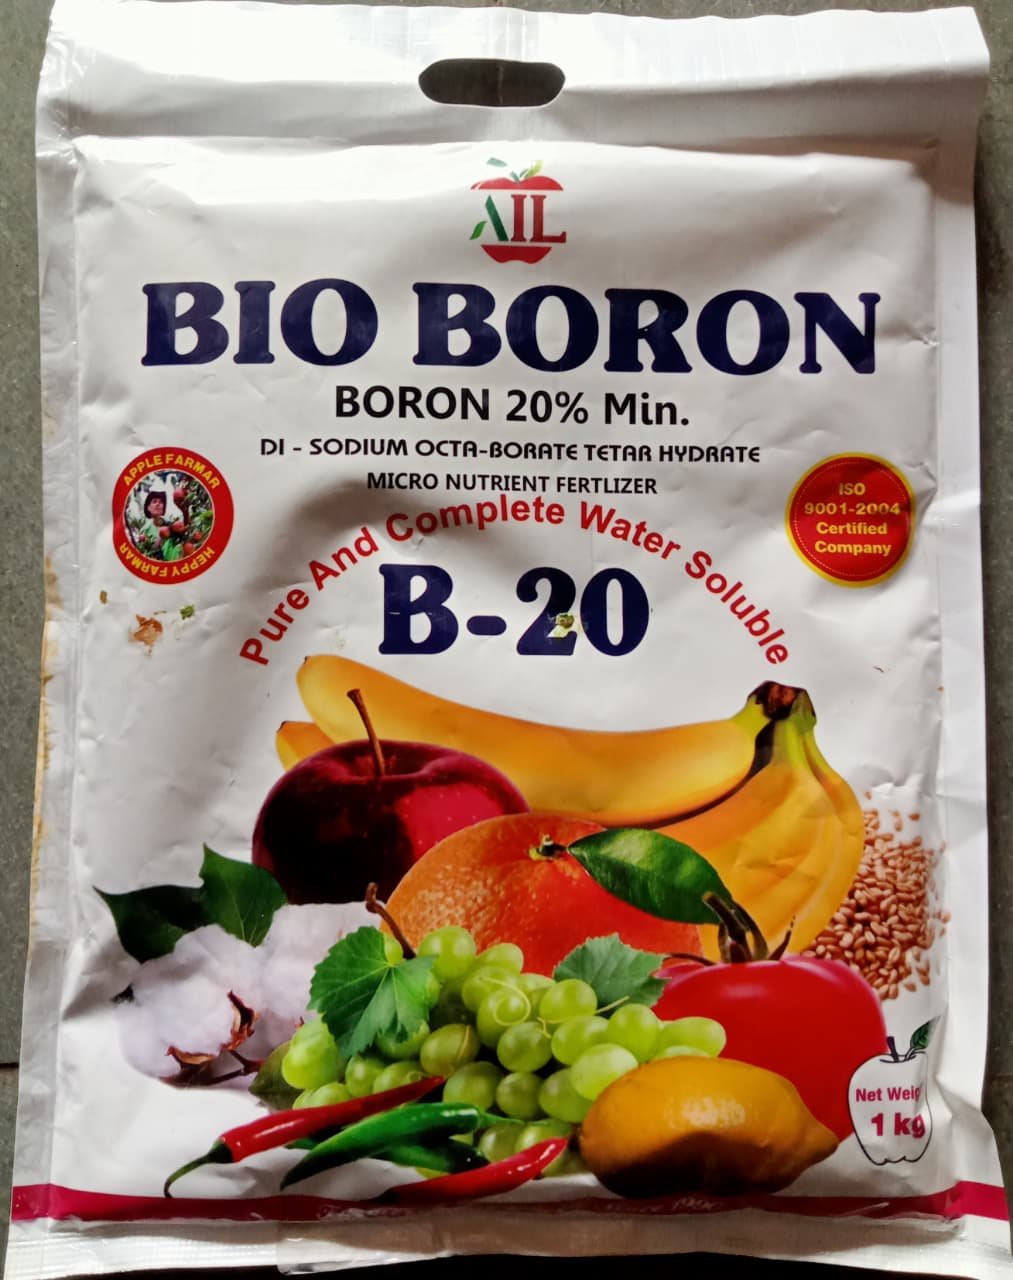 AIL
BIO BORON
BORON 20% Min.
DI - SODIUM OCTA-BORATE TETAR HYDRATE
MICRO NUTRIENT FERTLIZER
APPLE FARMAR
HEPPY FARMAR
ISO
9001-2004
Certified
Company
Pure And Complete Water Soluble
B-20
Net Weig
1 kg